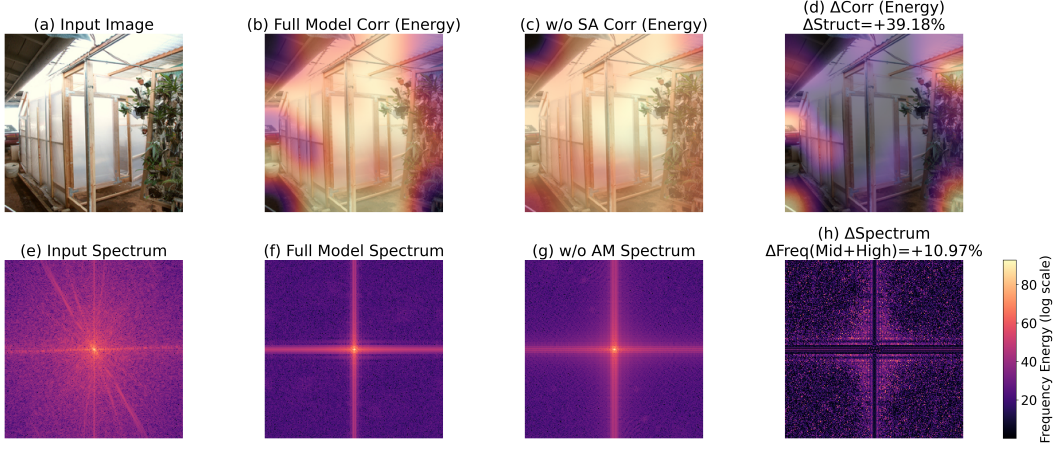 (a) Input Image
(b) Full Model Corr (Energy)
(c) w/o SA Corr (Energy)
(d) ΔCorr (Energy)
ΔStruct=+39.18%
(e) Input Spectrum
(f) Full Model Spectrum
(g) w/o AM Spectrum
(h) ΔSpectrum
ΔFreq(Mid+High)=+10.97%
80
60
40
20
Frequency Energy (log scale)